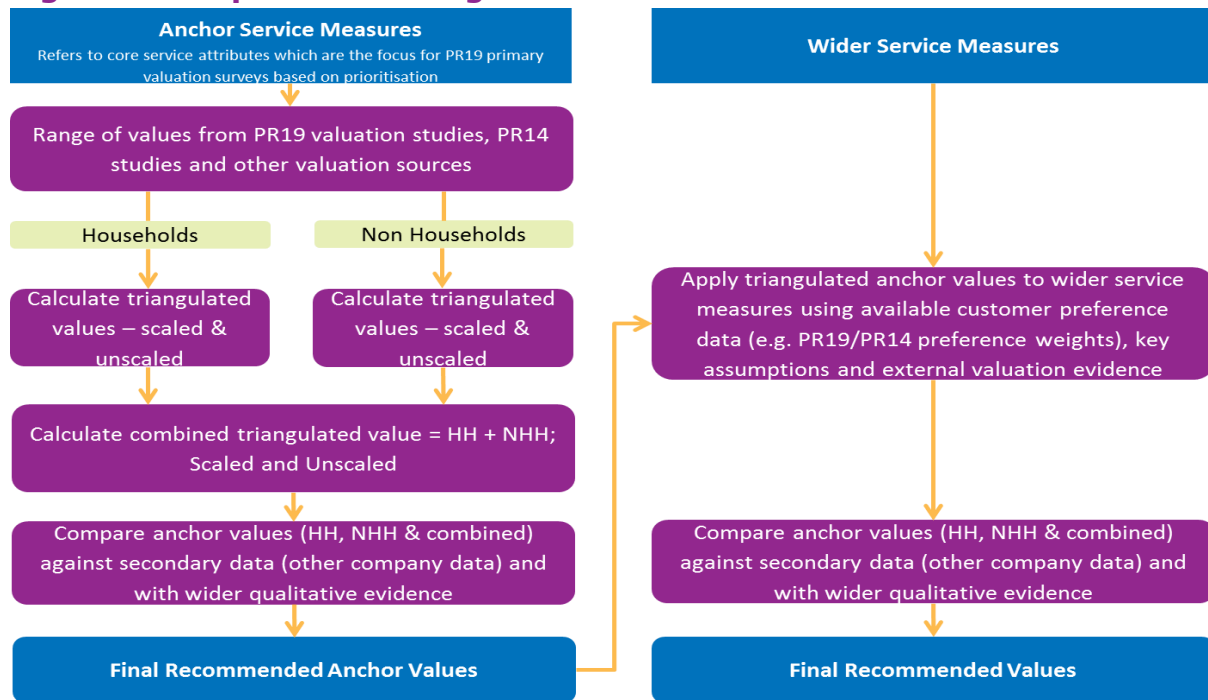 Anchor Service Measures
Refers to core service attributes which are the focus for PR19 primary
valuation surveys based on prioritisation
Range of values from PR19 valuation studies, PR14
studies and other valuation sources
Households
Non Households
Calculate triangulated
values – scaled &
unscaled
Calculate triangulated
values – scaled &
unscaled
Calculate combined triangulated value = HH + NHH;
Scaled and Unscaled
Compare anchor values (HH, NHH & combined)
against secondary data (other company data) and
with wider qualitative evidence
Final Recommended Anchor Values
Wider Service Measures
Apply triangulated anchor values to wider service
measures using available customer preference
data (e.g. PR19/PR14 preference weights), key
assumptions and external valuation evidence
Compare anchor values (HH, NHH & combined)
against secondary data (other company data) and
with wider qualitative evidence
Final Recommended Values